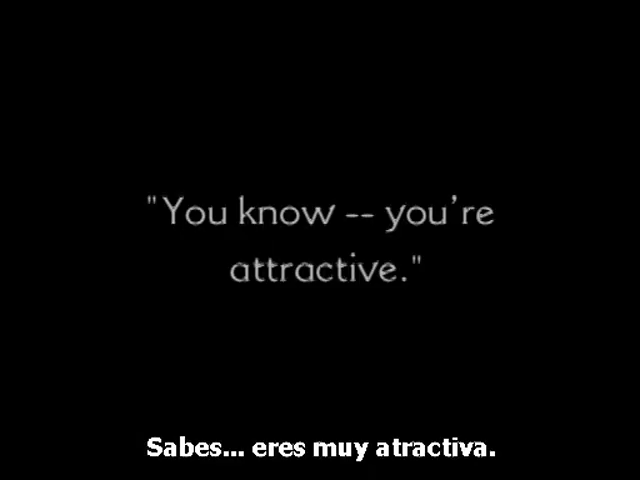 "You know -- you're
attractive."
Sabes... eres muy atractiva.